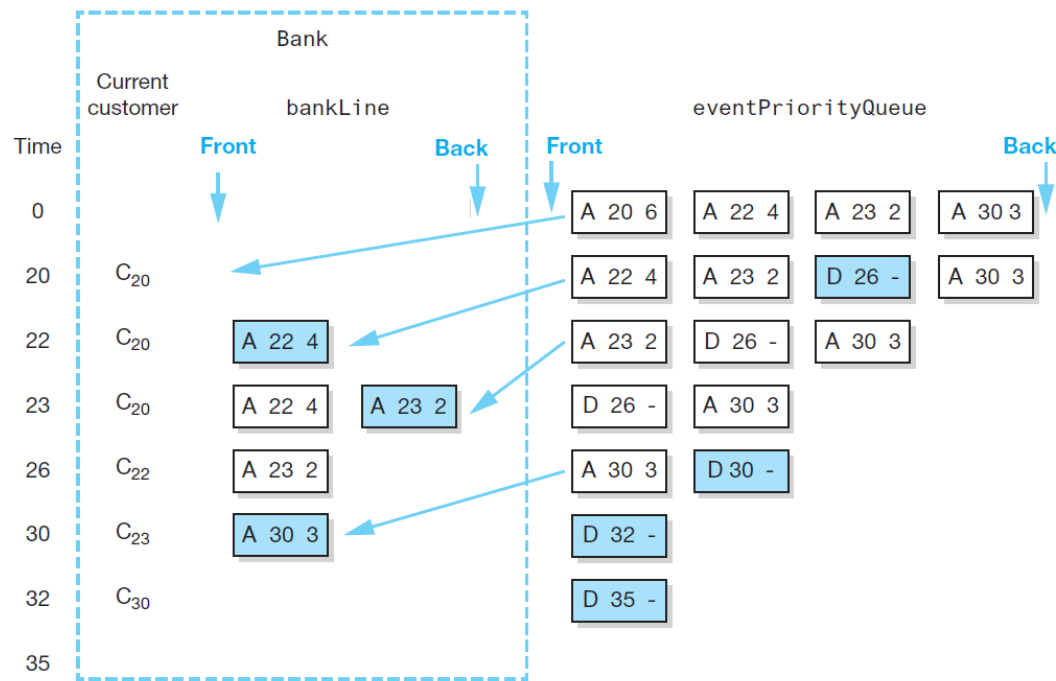 Bank
Current
customer bankLine eventPriorityQueue
Time Front Back Front Back
0 A 20 6 A 22 4 A 23 2 A 30 3
20 C20 A 22 4 A 23 2 D 26 - A 30 3
22 C20 A 22 4 A 23 2 D 26 - A 30 3
23 C20 A 22 4 A 23 2 D 26 - A 30 3
26 C22 A 23 2 A 30 3 D 30 -
30 C23 A 30 3 D 32 -
32 C30 D 35 -
35